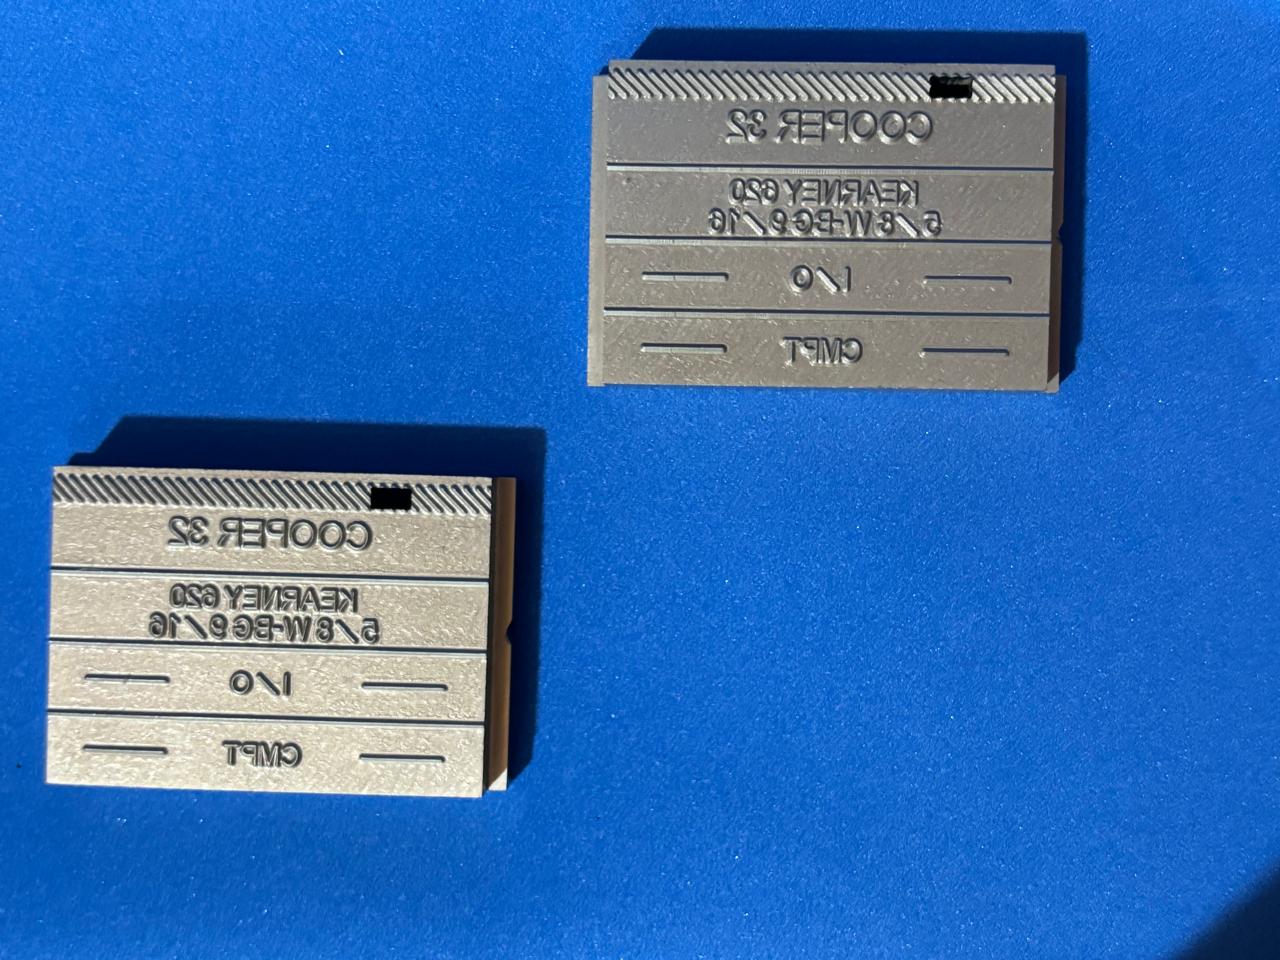 COOPER 32
KEARNEY 620
5/8 W-BG 9/16
1/0
CMPT
COOPER 32
KEARNEY 620
5/8 W-BG 9/16
1/0
CMPT